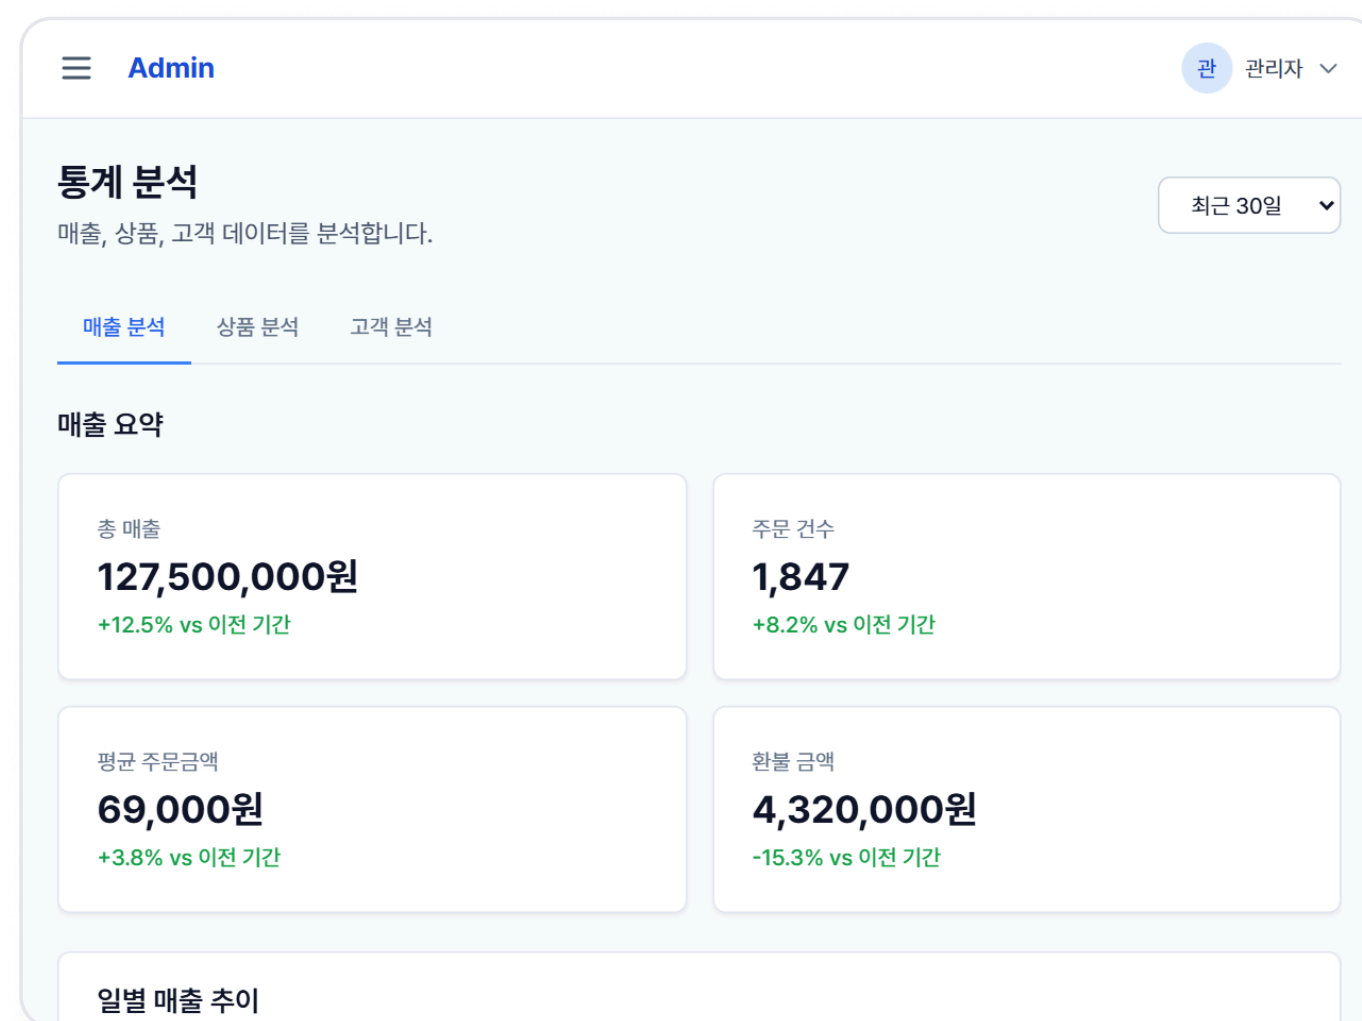 Admin
관 관리자
통계 분석
최근 30일
매출, 상품, 고객 데이터를 분석합니다.
매출 분석 상품 분석 고객 분석
매출 요약
총 매출
127,500,000원
+12.5% vs 이전 기간
주문 건수
1,847
+8.2% vs 이전 기간
평균 주문금액
69,000원
+3.8% vs 이전 기간
환불 금액
4,320,000원
-15.3% vs 이전 기간
일별 매출 추이